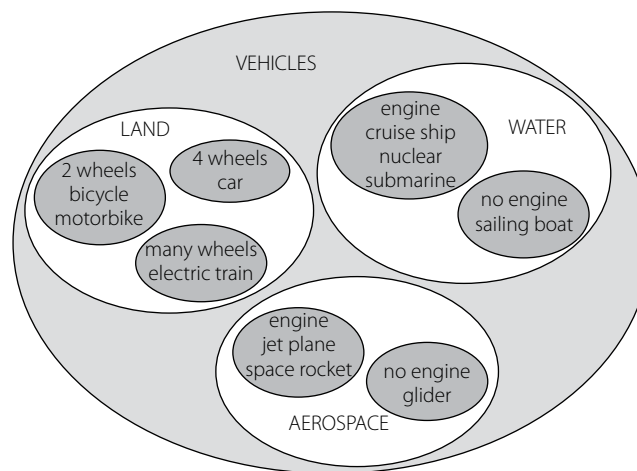 VEHICLES
LAND
2 wheels
bicycle
motorbike
4 wheels
car
many wheels
electric train
WATER
engine
cruise ship
nuclear
submarine
no engine
sailing boat
engine
jet plane
space rocket
no engine
glider
AEROSPACE